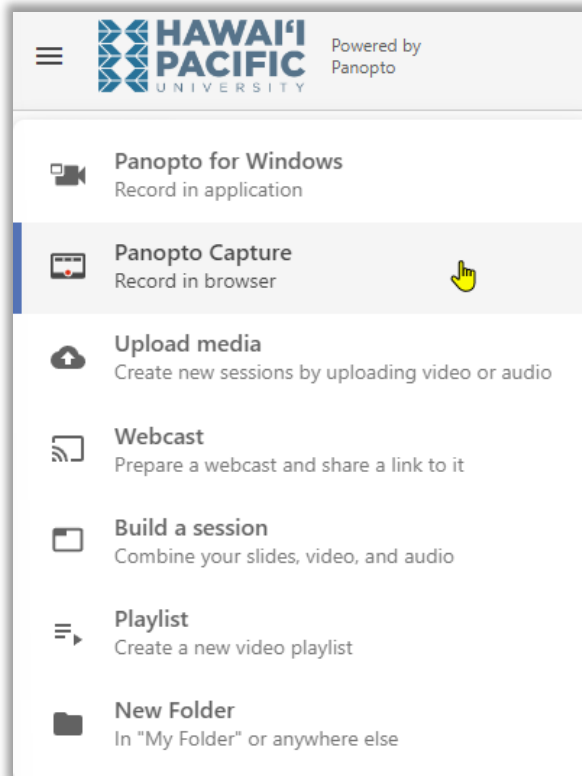 HAWAI‘I
PACIFIC
UNIVERSITY
Powered by
Panopto
Panopto for Windows
Record in application
Panopto Capture
Record in browser
Upload media
Create new sessions by uploading video or audio
Webcast
Prepare a webcast and share a link to it
Build a session
Combine your slides, video, and audio
Playlist
Create a new video playlist
New Folder
In "My Folder" or anywhere else